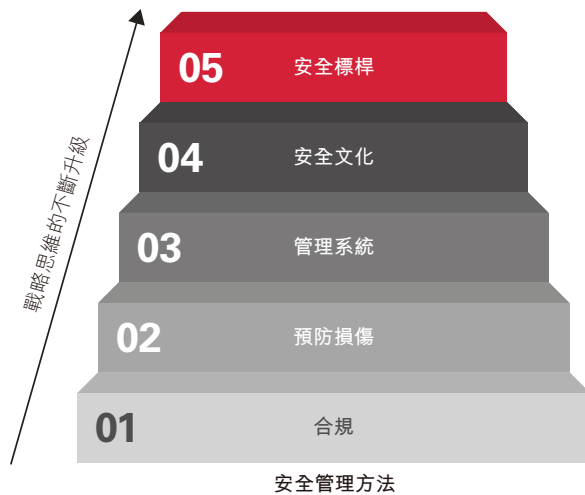 05 安全標桿
04 安全文化
03 管理系統
02 預防損傷
01 合規
戰略思維的不斷升級
安全管理方法